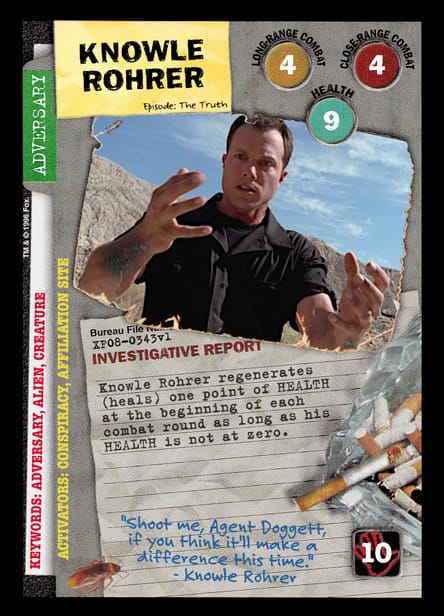 KNOWLE
ROHRER
Episode: The Truth
LONG-RANGE COMBAT
4
CLOSE-RANGE COMBAT
4
HEALTH
9
ADVERSARY
TM & © 1996 Fox.
KEYWORDS: ADVERSARY, ALIEN, CREATURE
ACTIVATORS: CONSPIRACY, AFFILIATION SITE
Bureau File
XF08-0343v1
INVESTIGATIVE REPORT
Knowle Rohrer regenerates
(heals) one point of HEALTH
at the beginning of each
combat round as long as his
HEALTH is not at zero.
"Shoot me, Agent Doggett,
if you think it'll make a
difference this time."
- Knowle Rohrer
10